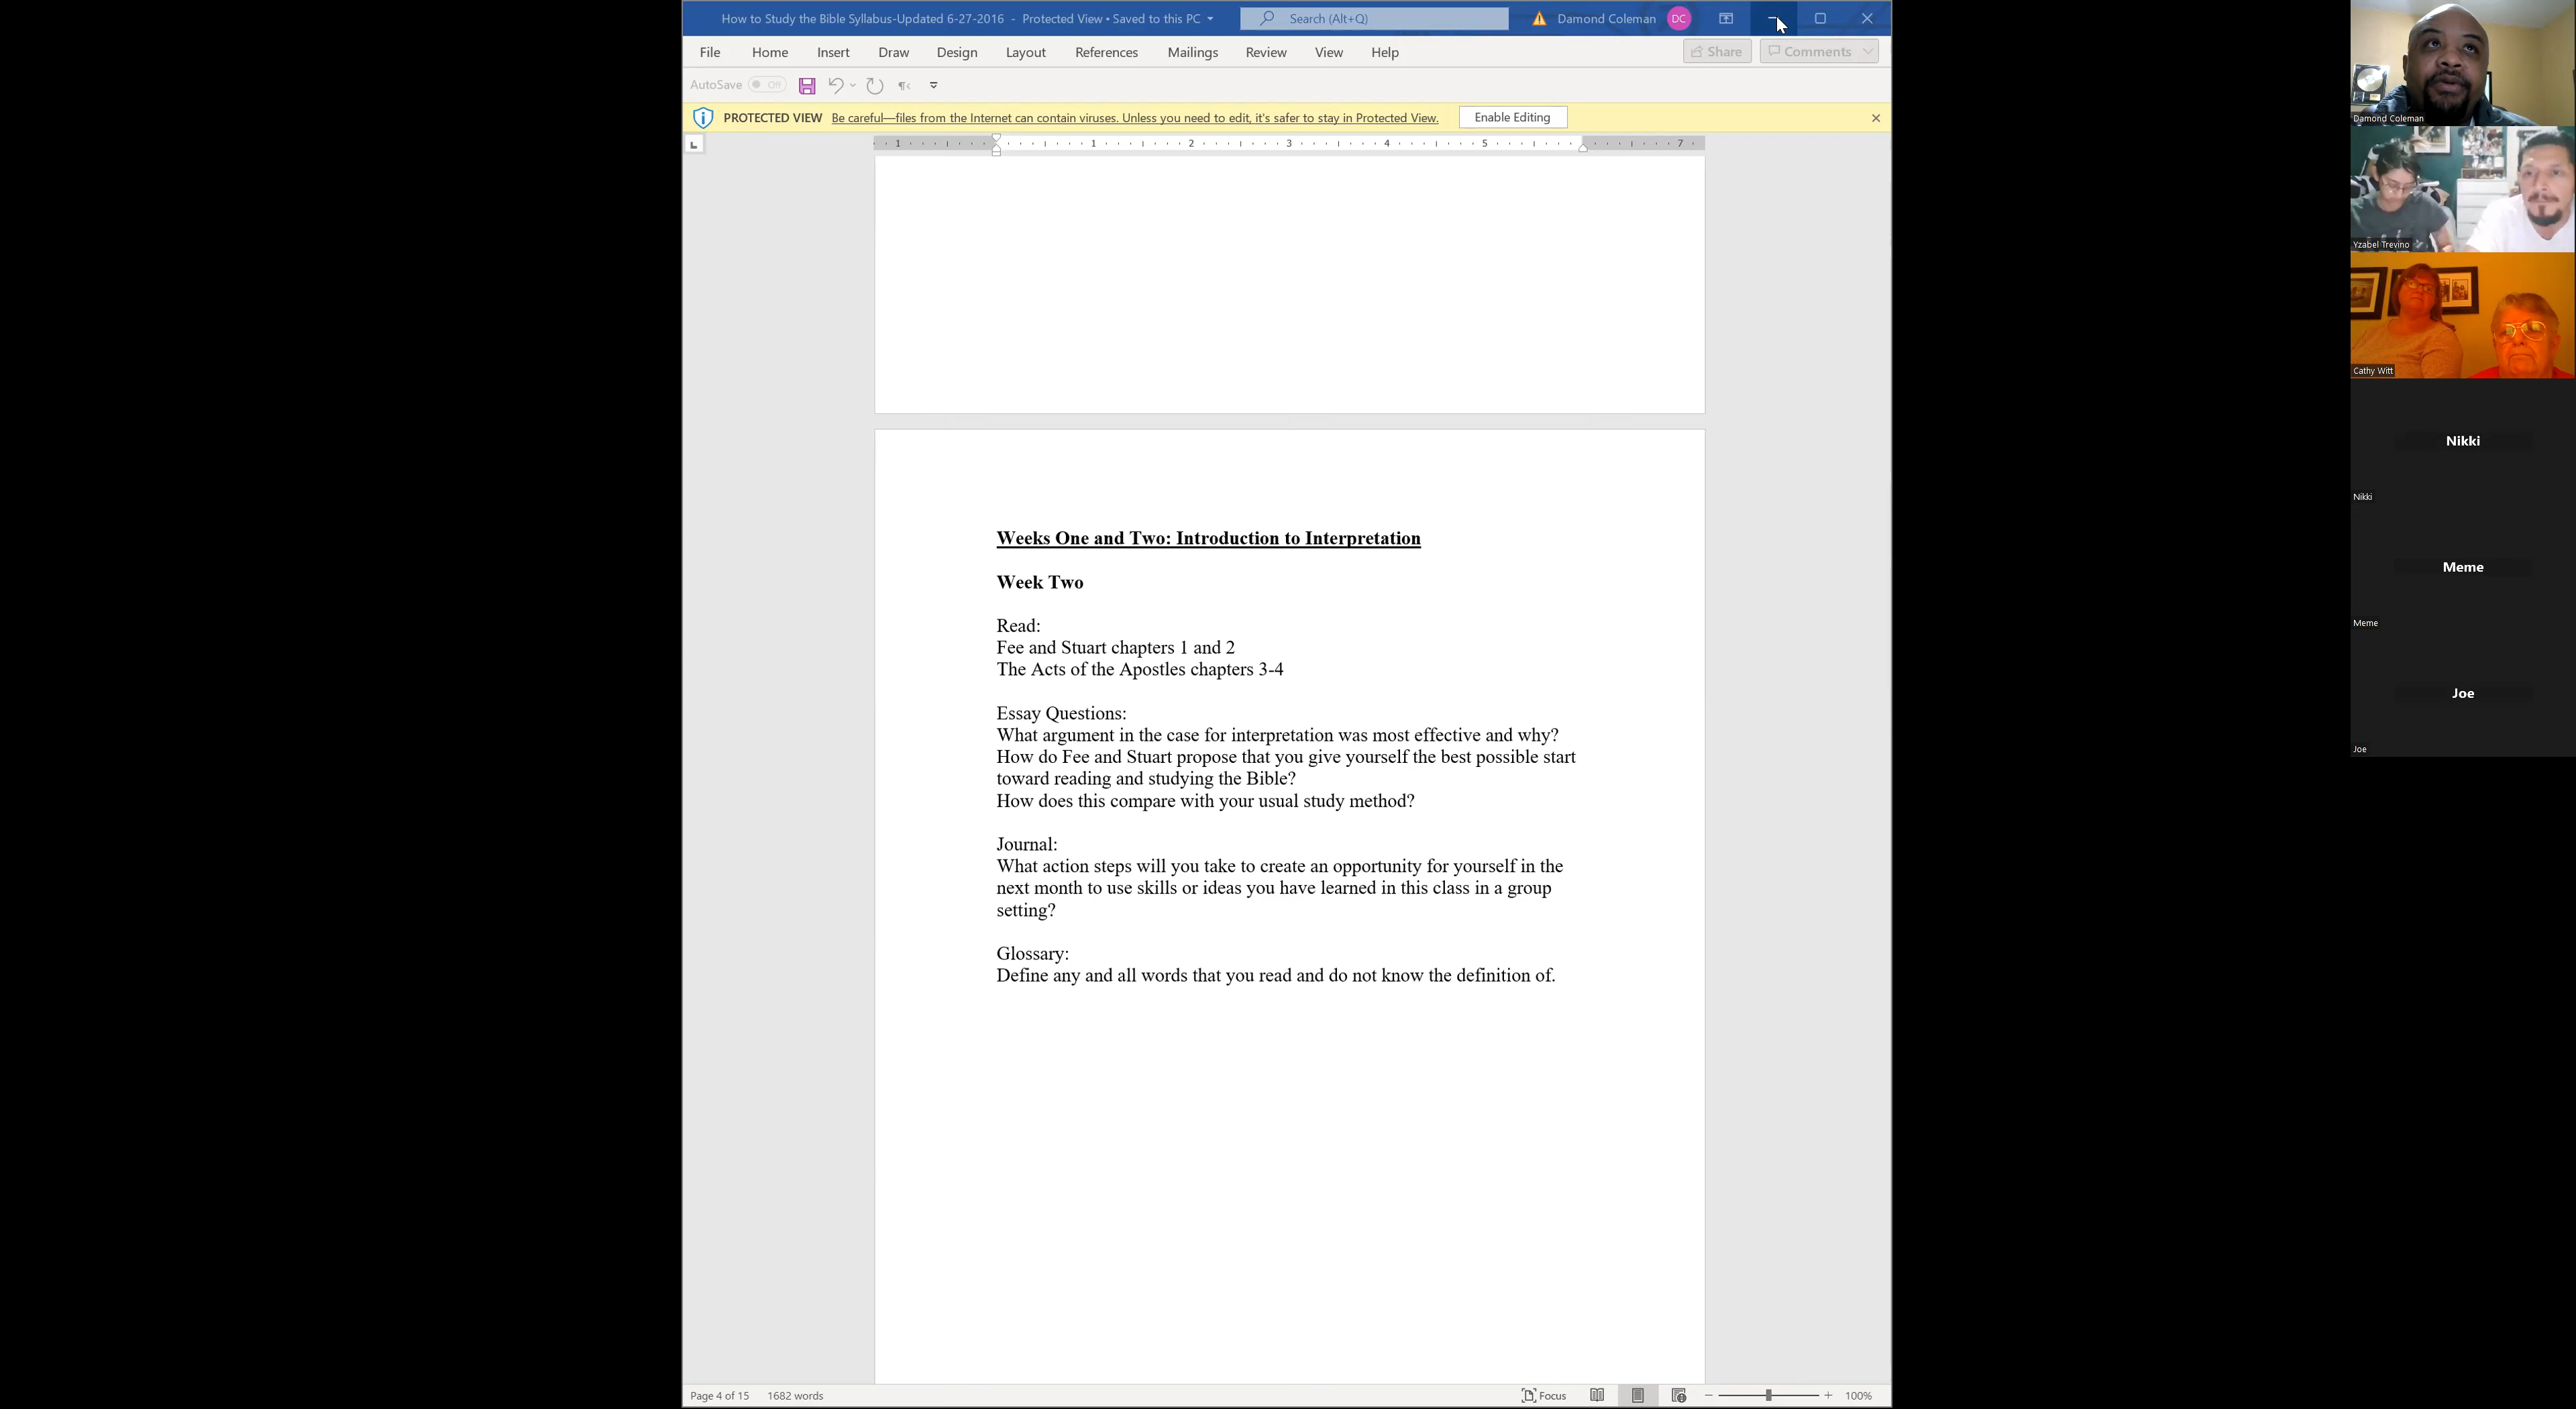 How to Study the Bible Syllabus-Updated 6-27-2016 - Protected View • Saved to this PC
Search (Alt+Q)
Damond Coleman
DC
File Home Insert Draw Design Layout References Mailings Review View Help
Share
Comments
AutoSave Off
PROTECTED VIEW Be careful—files from the Internet can contain viruses. Unless you need to edit, it's safer to stay in Protected View.
Enable Editing
1 1 2 3 4 5 7
Weeks One and Two: Introduction to Interpretation
Week Two
Read:
Fee and Stuart chapters 1 and 2
The Acts of the Apostles chapters 3-4
Essay Questions:
What argument in the case for interpretation was most effective and why?
How do Fee and Stuart propose that you give yourself the best possible start
toward reading and studying the Bible?
How does this compare with your usual study method?
Journal:
What action steps will you take to create an opportunity for yourself in the
next month to use skills or ideas you have learned in this class in a group
setting?
Glossary:
Define any and all words that you read and do not know the definition of.
Page 4 of 15 1682 words
Focus
100%
Damond Coleman
Yzabel Trevino
Cathy Witt
Nikki
Nikki
Meme
Meme
Joe
Joe